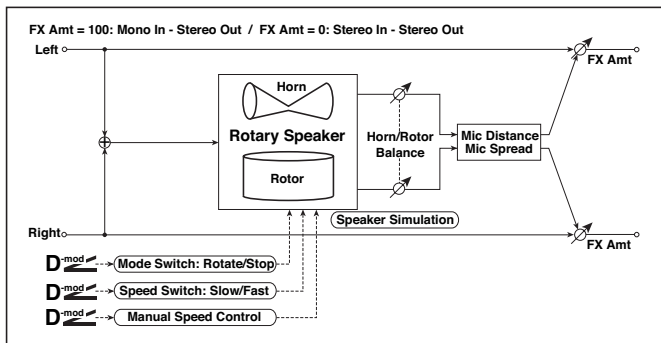 FX Amt = 100: Mono In - Stereo Out / FX Amt = 0: Stereo In - Stereo Out
Left
FX Amt
Horn
Rotary Speaker
Horn/Rotor
Balance
Mic Distance
Mic Spread
Rotor
Speaker Simulation
Right
FX Amt
D-mod Mode Switch: Rotate/Stop
D-mod Speed Switch: Slow/Fast
D-mod Manual Speed Control